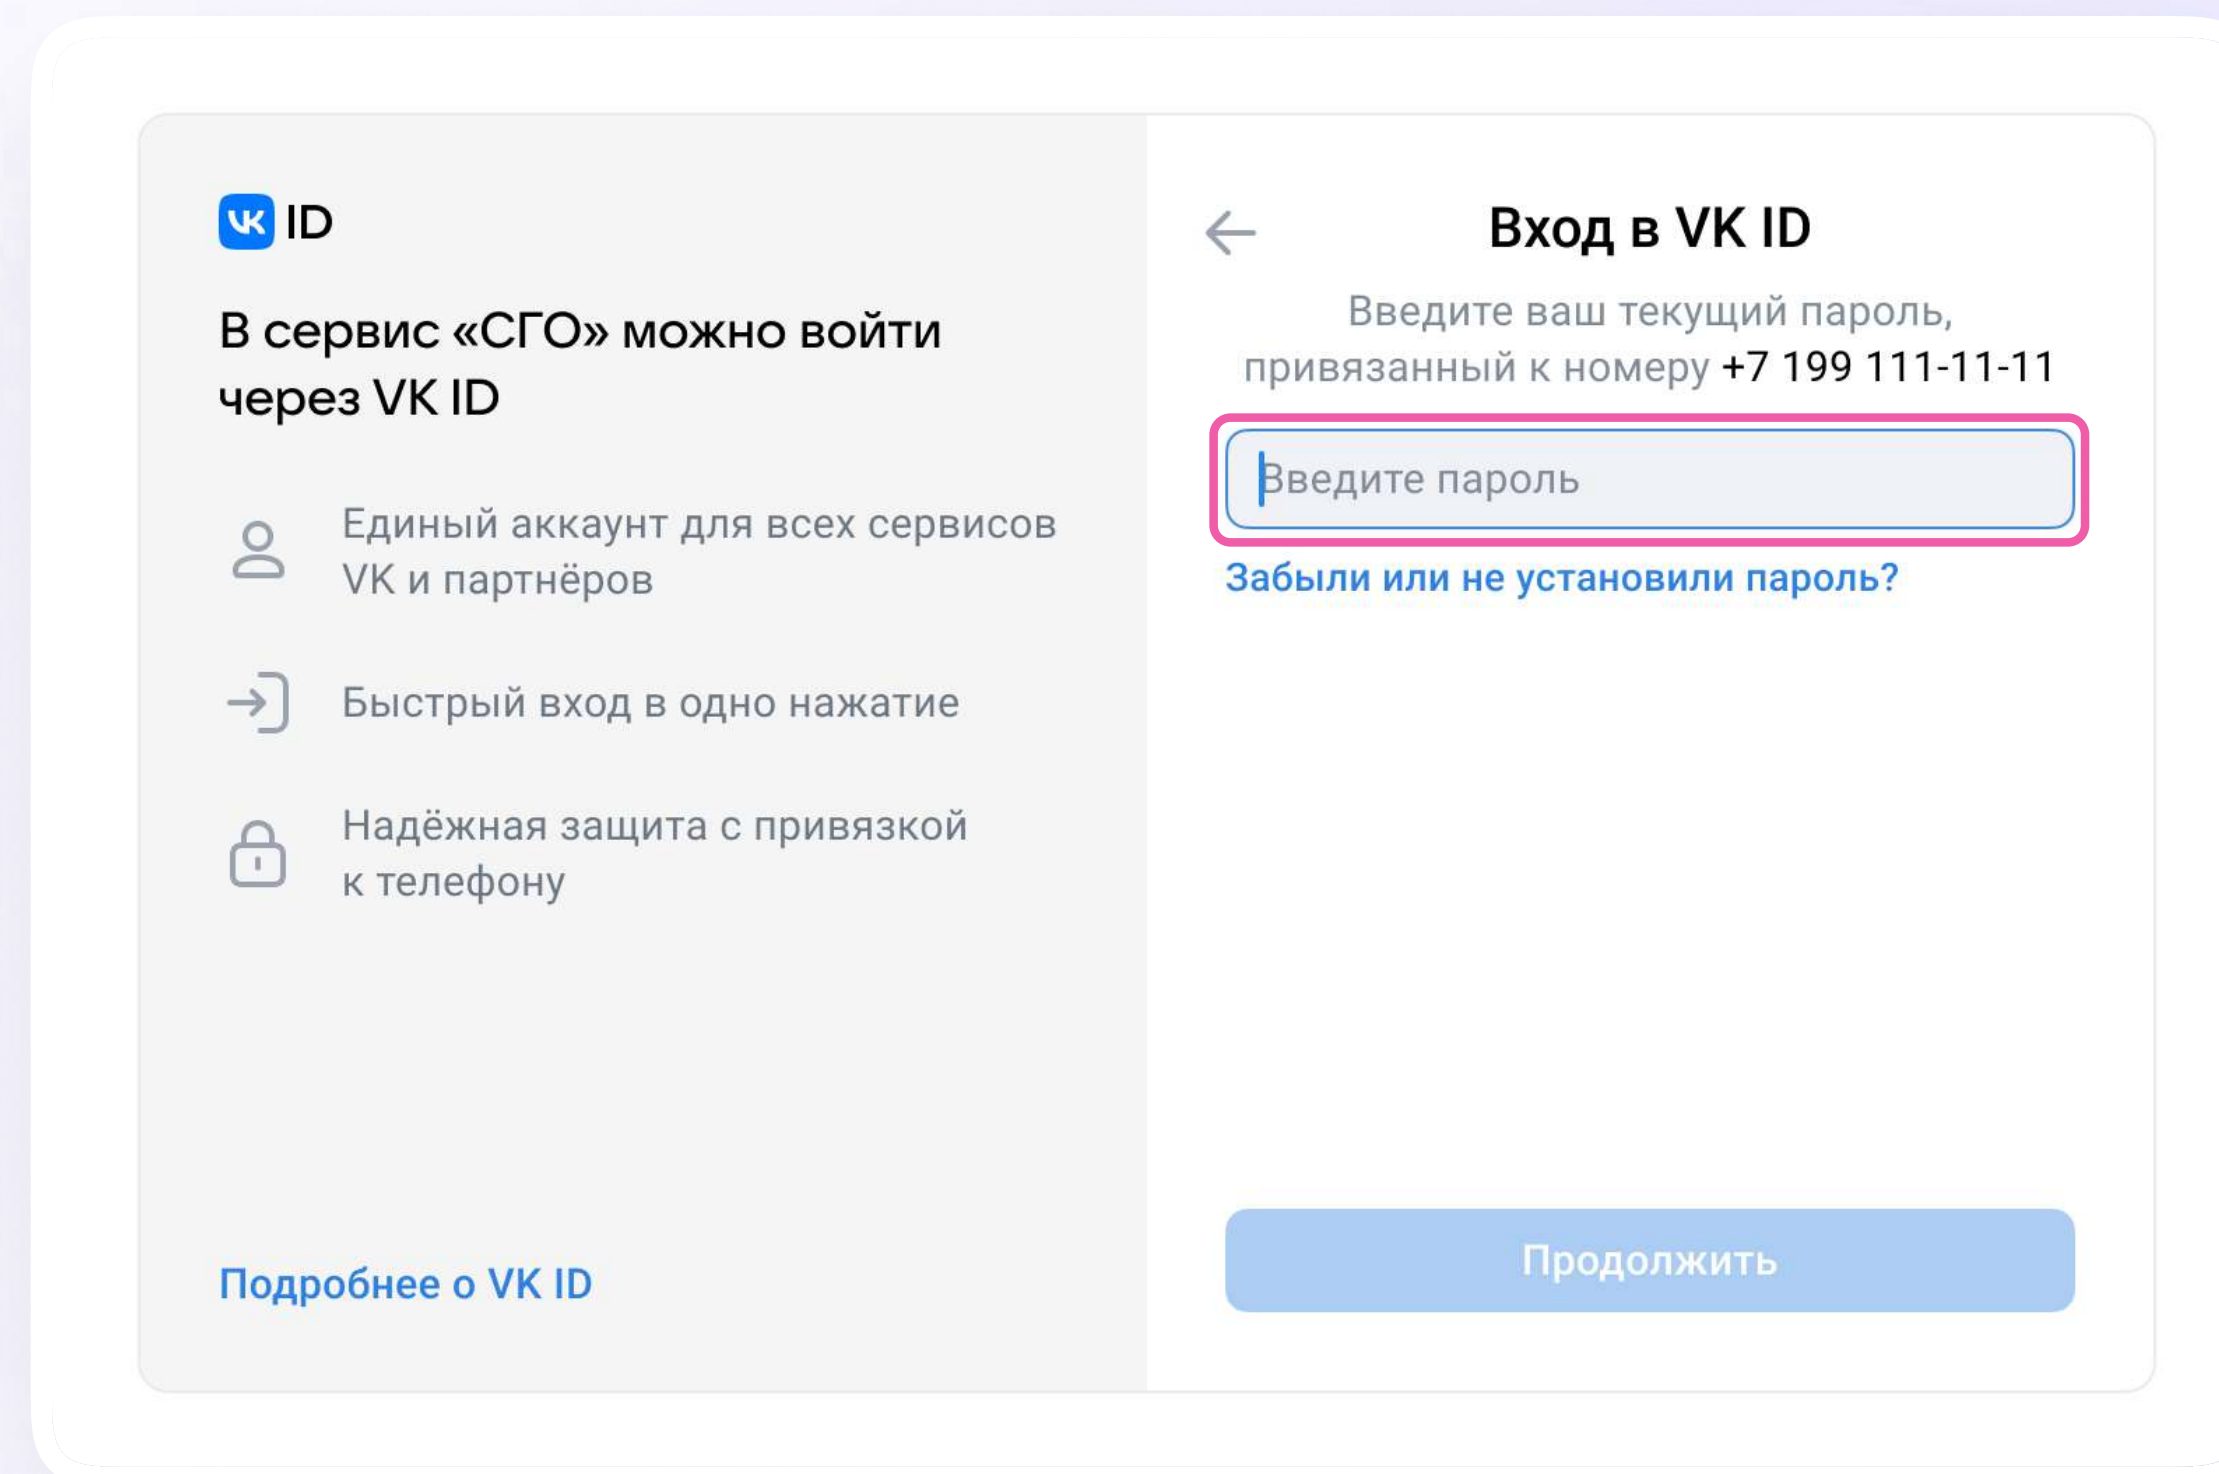 VK ID
В сервис «СГО» можно войти
через VK ID
Единый аккаунт для всех сервисов
VK и партнёров
Быстрый вход в одно нажатие
Надёжная защита с привязкой
к телефону
Подробнее о VK ID
Вход в VK ID
Введите ваш текущий пароль,
привязанный к номеру +7 199 111-11-11
Введите пароль
Забыли или не установили пароль?
Продолжить